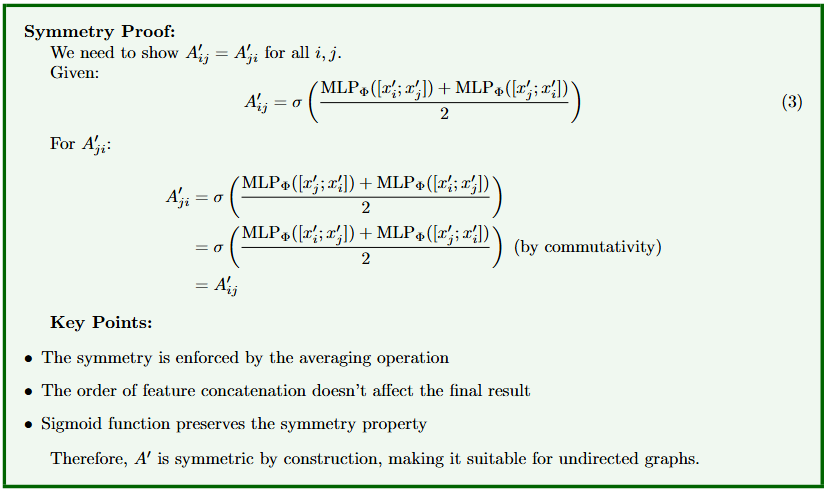 Symmetry Proof:
We need to show $A'_{ij} = A'_{ji}$ for all $i, j$.
Given:
$$A'_{ij} = \sigma\left(\frac{\text{MLP}_{\Phi}([x'_i; x'_j]) + \text{MLP}_{\Phi}([x'_j; x'_i])}{2}\right) \quad (3)$$
For $A'_{ji}$:
$$A'_{ji} = \sigma\left(\frac{\text{MLP}_{\Phi}([x'_j; x'_i]) + \text{MLP}_{\Phi}([x'_i; x'_j])}{2}\right)$$
$$= \sigma\left(\frac{\text{MLP}_{\Phi}([x'_i; x'_j]) + \text{MLP}_{\Phi}([x'_j; x'_i])}{2}\right) \text{ (by commutativity)}$$
$$= A'_{ij}$$
Key Points:
• The symmetry is enforced by the averaging operation
• The order of feature concatenation doesn't affect the final result
• Sigmoid function preserves the symmetry property
Therefore, $A'$ is symmetric by construction, making it suitable for undirected graphs.